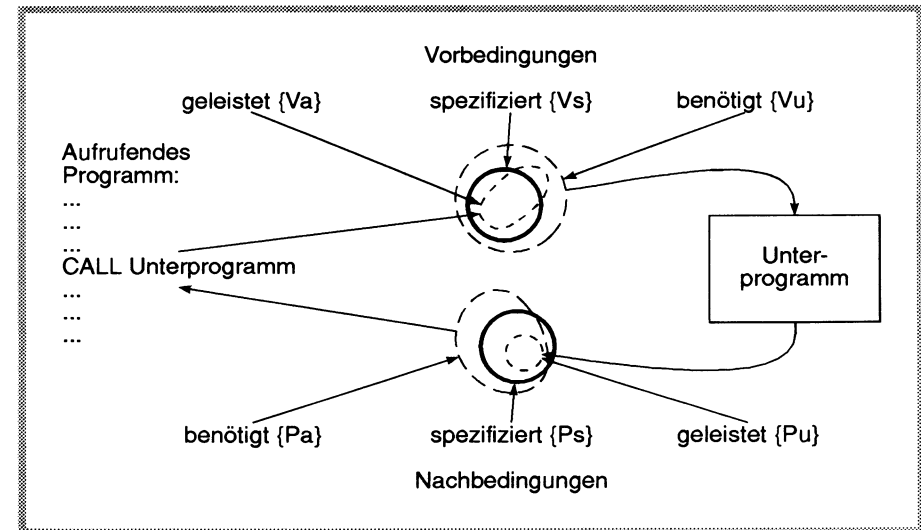 Vorbedingungen
geleistet {Va}
spezifiziert {Vs}
benötigt {Vu}
Aufrufendes
Programm:
...
...
...
CALL Unterprogramm
...
...
...
Unter-
programm
benötigt {Pa}
spezifiziert {Ps}
geleistet {Pu}
Nachbedingungen